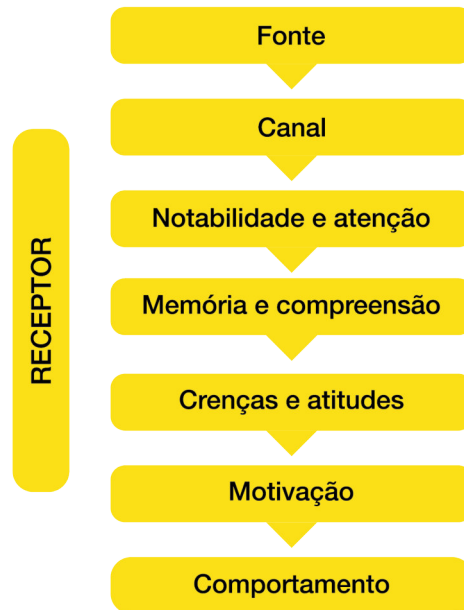 Fonte
Canal
Notabilidade e atenção
Memória e compreensão
Crenças e atitudes
Motivação
Comportamento
RECEPTOR